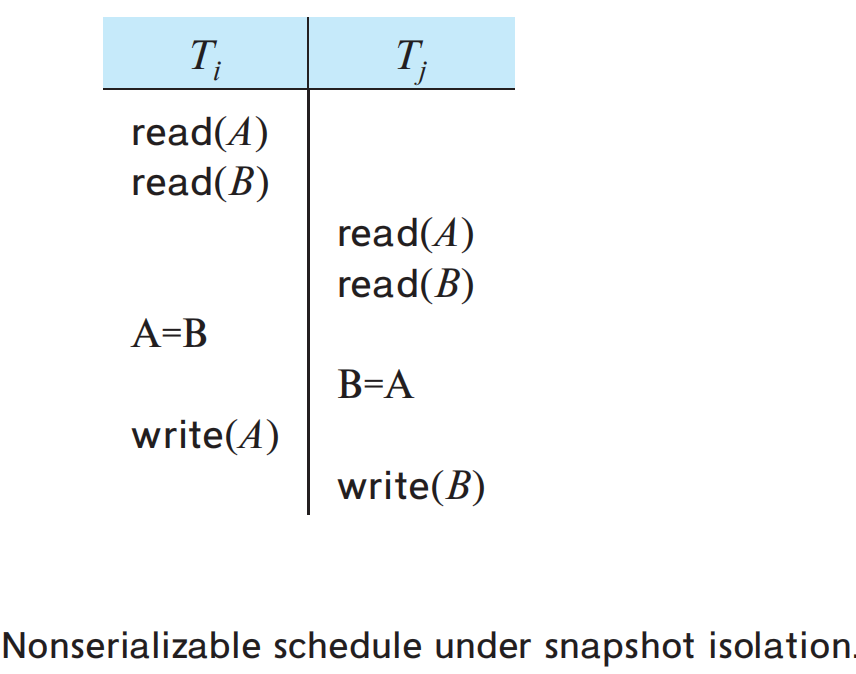 Ti Tj
read(A)
read(B)
read(A)
read(B)
A=B
B=A
write(A)
write(B)
Nonserializable schedule under snapshot isolation.